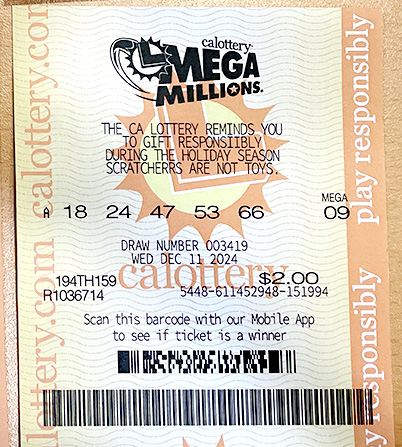 calottery
MEGA
MILLIONS.
THE CA LOTTERY REMINDS YOU
TO GIFT RESPONSIIBLY
DURING THE HOLIDAY SEASON
SCRATCHERRS ARE NOT TOYS.
MEGA
A 18 24 47 53 66 09
DRAW NUMBER 003419
WED DEC 11 2024
calottery
194TH159 $2.00
R1036714 5448-611452948-151994
Scan this barcode with our Mobile App
to see if ticket is a winner
calottery.com calottery.com
play responsibly play responsibly